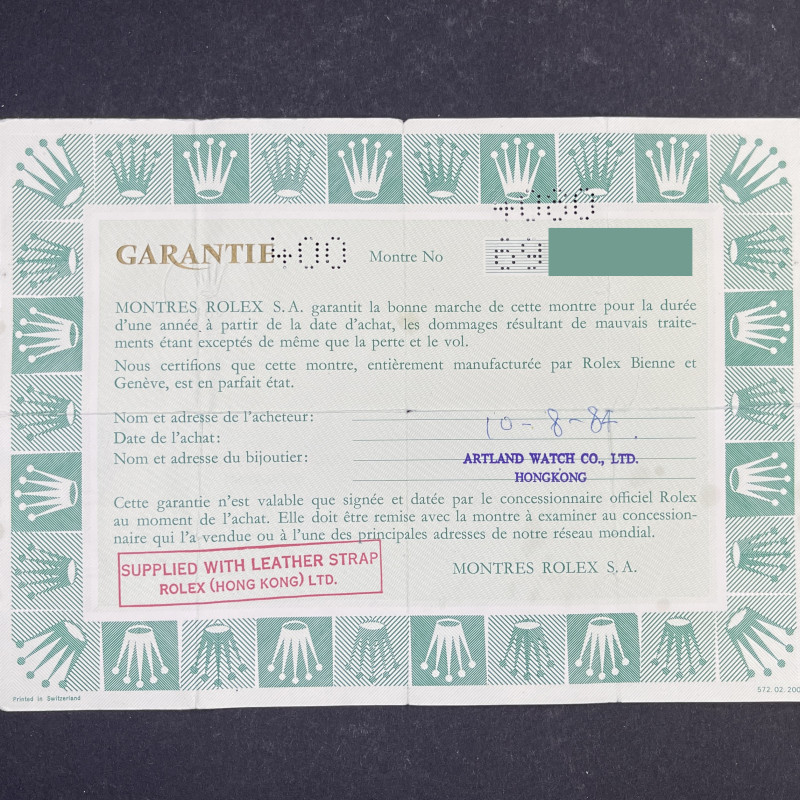 4080
GARANTIE 400 Montre No 69
MONTRES ROLEX S.A. garantit la bonne marche de cette montre pour la durée
d'une année à partir de la date d'achat, les dommages résultant de mauvais traite-
ments étant exceptés de même que la perte et le vol.
Nous certifions que cette montre, entièrement manufacturée par Rolex Bienne et
Genève, est en parfait état.
Nom et adresse de l'acheteur:
Date de l'achat: 10-8-84.
Nom et adresse du bijoutier: ARTLAND WATCH CO., LTD.
HONGKONG
Cette garantie n'est valable que signée et datée par le concessionnaire officiel Rolex
au moment de l'achat. Elle doit être remise avec la montre à examiner au concession-
naire qui l'a vendue ou à l'une des principales adresses de notre réseau mondial.
SUPPLIED WITH LEATHER STRAP
ROLEX (HONG KONG) LTD.
MONTRES ROLEX S.A.
Printed in Switzerland
572.02.200